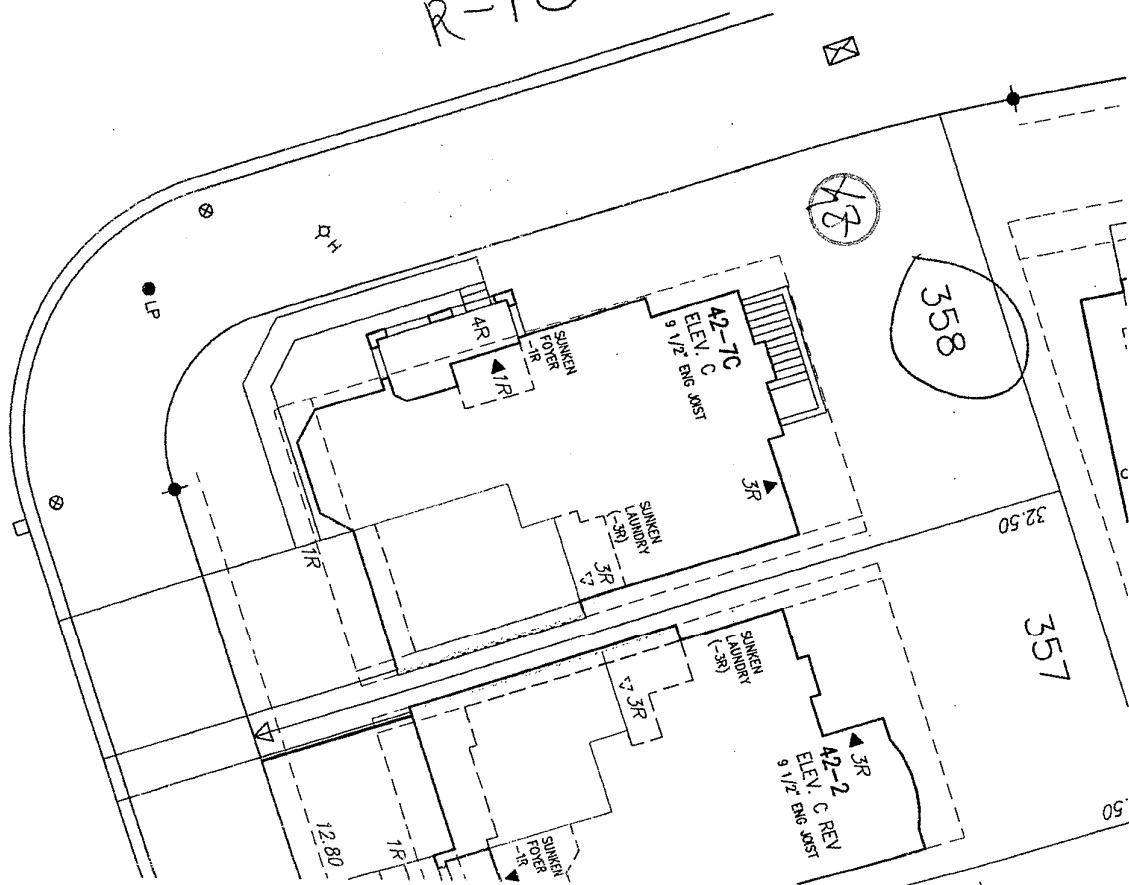 LP
H
4R
SUNKEN
FOYER
-1R
1R
42-7C
ELEV. C
9 1/2" ENG JOIST
358
3R
SUNKEN
LAUNDRY
(-3R)
3R
1R
32.50
357
SUNKEN
LAUNDRY
(-3R)
3R
3R
42-2
ELEV. C REV
9 1/2" ENG JOIST
12.80
1R
SUNKEN
FOYER
-1R